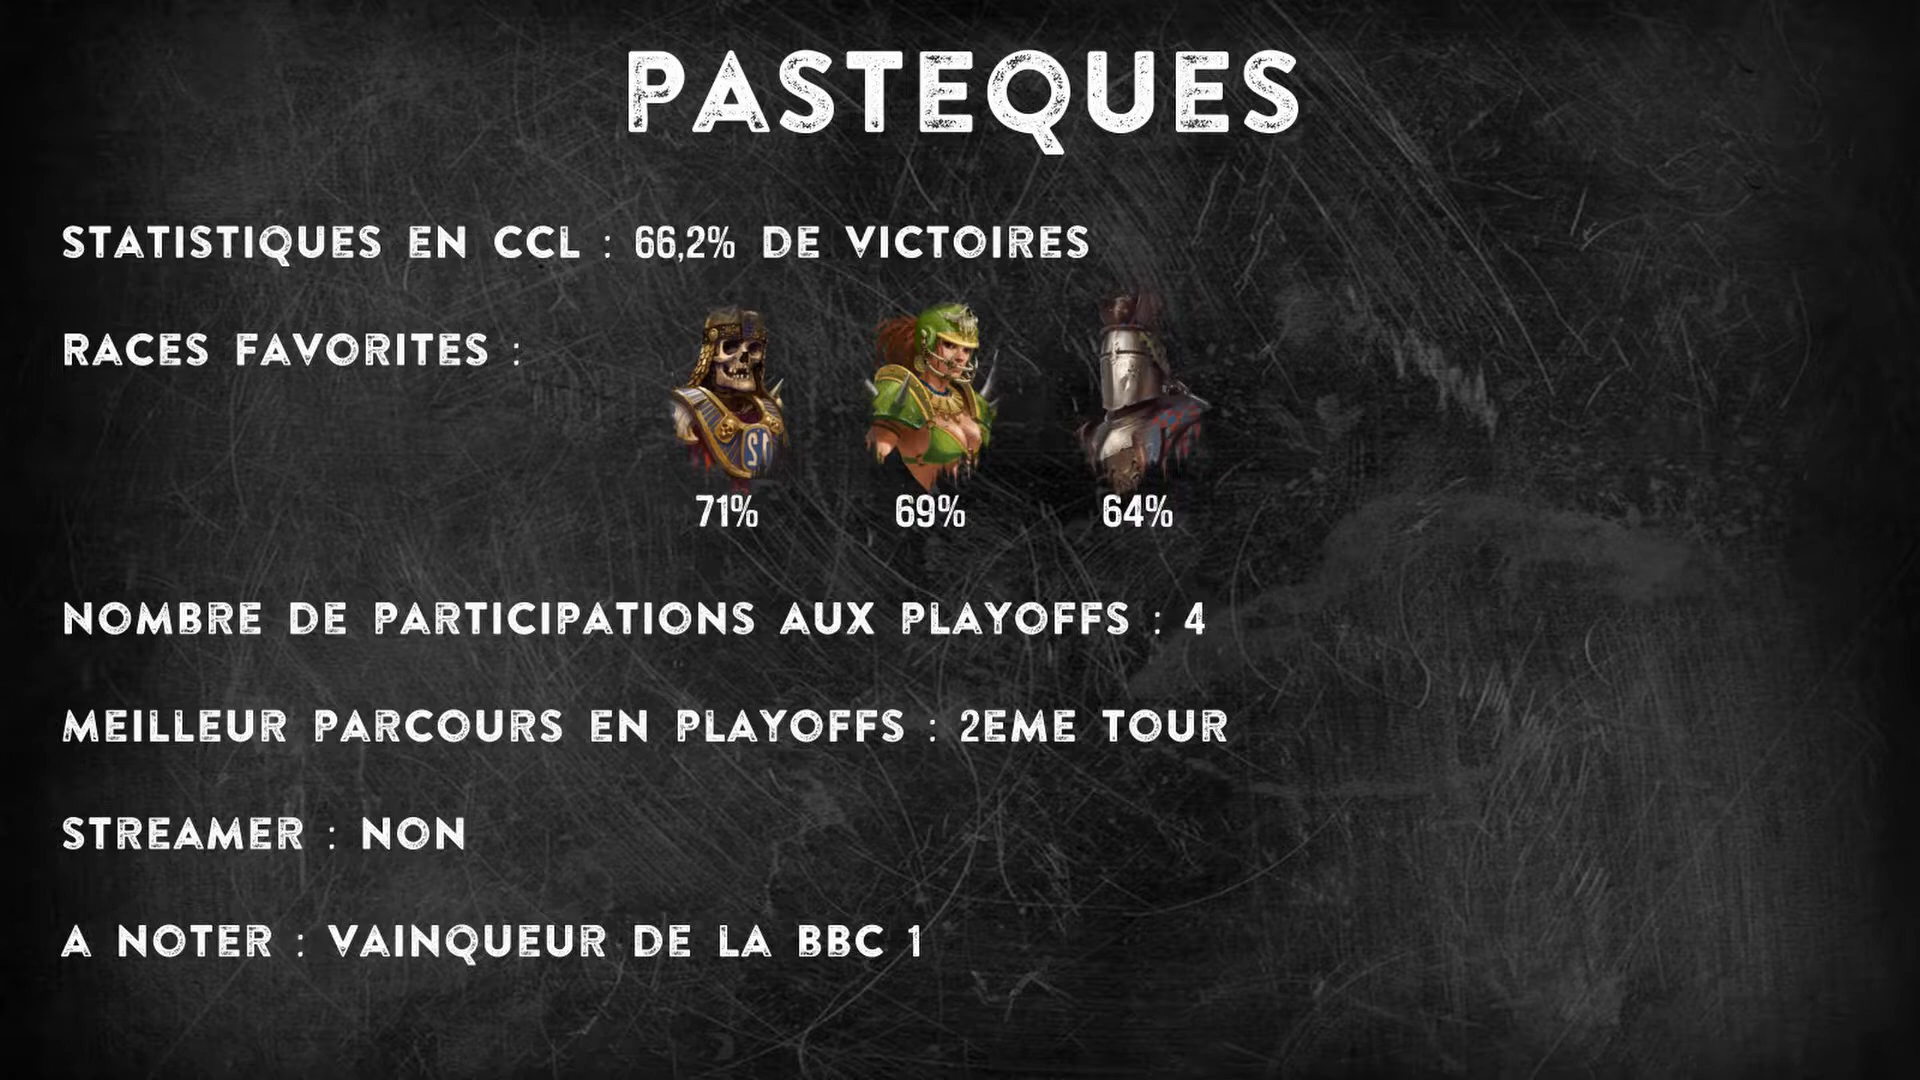 PASTEQUES
STATISTIQUES EN CCL : 66,2% DE VICTOIRES
RACES FAVORITES :
71% 69% 64%
NOMBRE DE PARTICIPATIONS AUX PLAYOFFS : 4
MEILLEUR PARCOURS EN PLAYOFFS : 2EME TOUR
STREAMER : NON
A NOTER : VAINQUEUR DE LA BBC 1